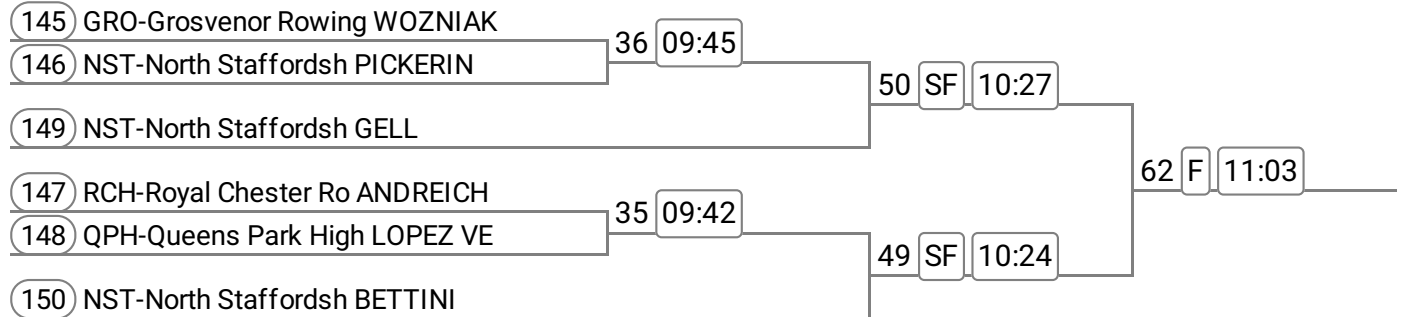 145 GRO-Grosvenor Rowing WOZNIAK
36 09:45
146 NST-North Staffordsh PICKERIN
50 SF 10:27
149 NST-North Staffordsh GELL
62 F 11:03
147 RCH-Royal Chester Ro ANDREICH
35 09:42
148 QPH-Queens Park High LOPEZ VE
49 SF 10:24
150 NST-North Staffordsh BETTINI